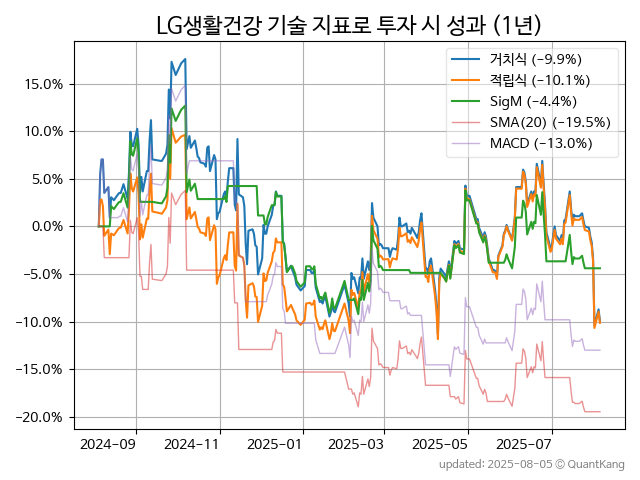 LG생활건강 기술 지표로 투자 시 성과 (1년)
거치식 (−9.9%)
적립식 (−10.1%)
SigM (−4.4%)
SMA(20) (−19.5%)
MACD (−13.0%)
15.0%
10.0%
5.0%
0.0%
−5.0%
−10.0%
−15.0%
−20.0%
2024-09 2024-11 2025-01 2025-03 2025-05 2025-07
updated: 2025-08-05 © QuantKang